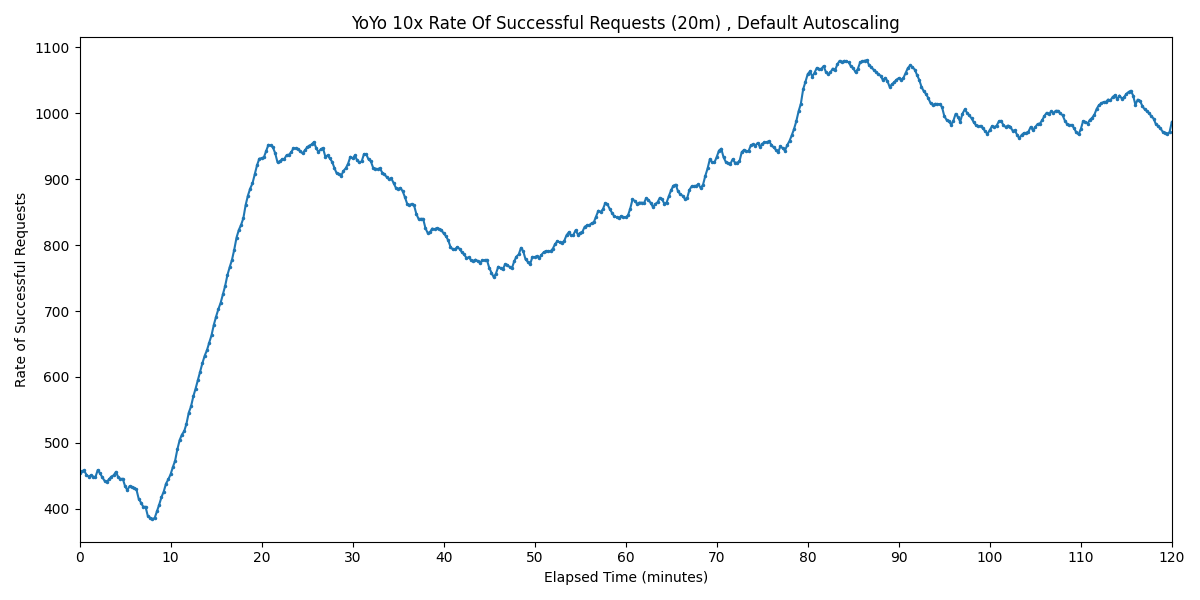 YoYo 10x Rate Of Successful Requests (20m) , Default Autoscaling
1100
1000
900
800
700
600
500
400
Rate of Successful Requests
0 10 20 30 40 50 60 70 80 90 100 110 120
Elapsed Time (minutes)